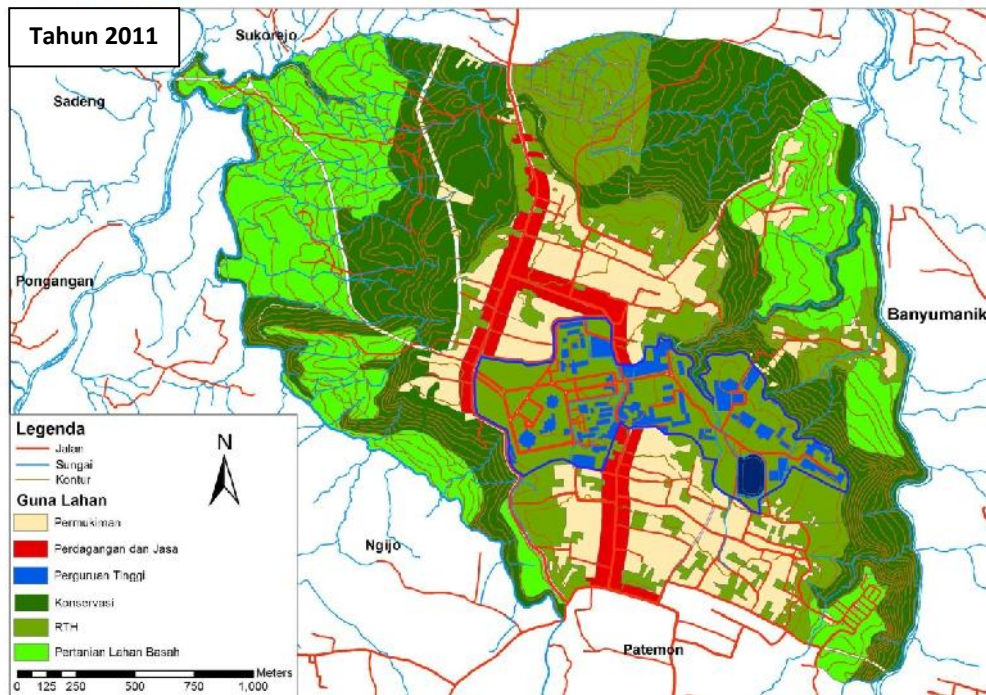 Tahun 2011
Sukorejo
Sadeng
Pongangan
Banyumanik
Legenda
Jalan
Sungai
Kontur
N
Guna Lahan
Permukiman
Perdagangan dan Jasa
Perguruan Tinggi
Konservasi
RTH
Pertanian Lahan Basah
Ngijo
Patemon
Meters
0 125 250 500 750 1,000